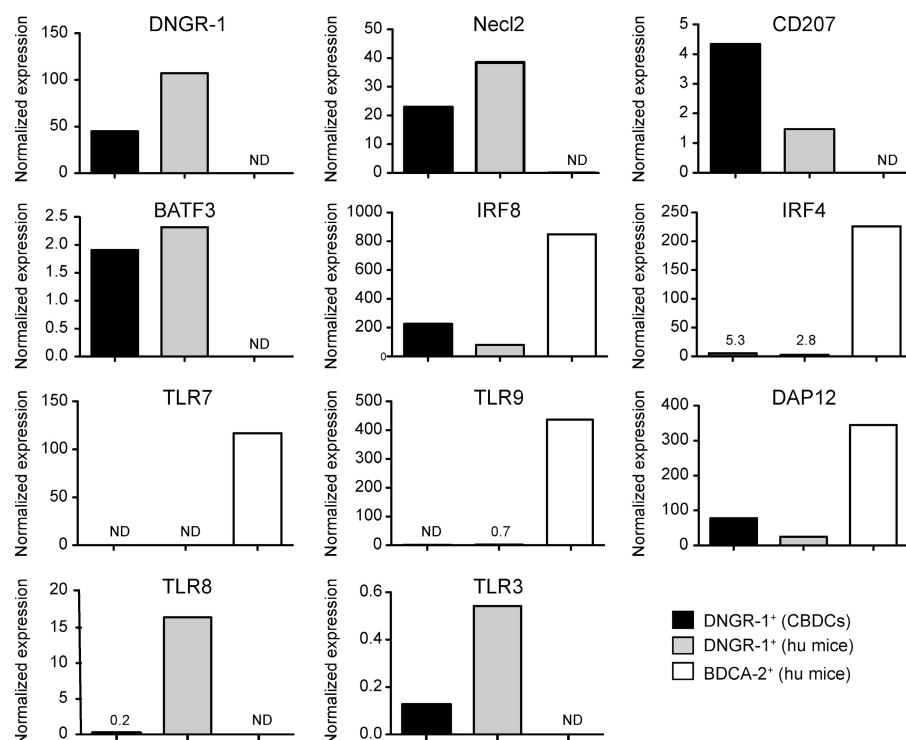 DNGR-1
Normalized expression
150
100
50
0
ND
Necl2
Normalized expression
50
40
30
20
10
0
ND
CD207
Normalized expression
5
4
3
2
1
0
ND
BATF3
Normalized expression
2.5
2.0
1.5
1.0
0.5
0.0
ND
IRF8
Normalized expression
1000
800
600
400
200
0
IRF4
Normalized expression
250
200
150
100
50
0
5.3
2.8
TLR7
Normalized expression
150
100
50
0
ND
ND
TLR9
Normalized expression
500
400
300
200
100
0
ND
0.7
DAP12
Normalized expression
400
300
200
100
0
TLR8
Normalized expression
20
15
10
5
0
0.2
ND
TLR3
Normalized expression
0.6
0.4
0.2
0.0
ND
DNGR-1⁺ (CBDCs)
DNGR-1⁺ (hu mice)
BDCA-2⁺ (hu mice)